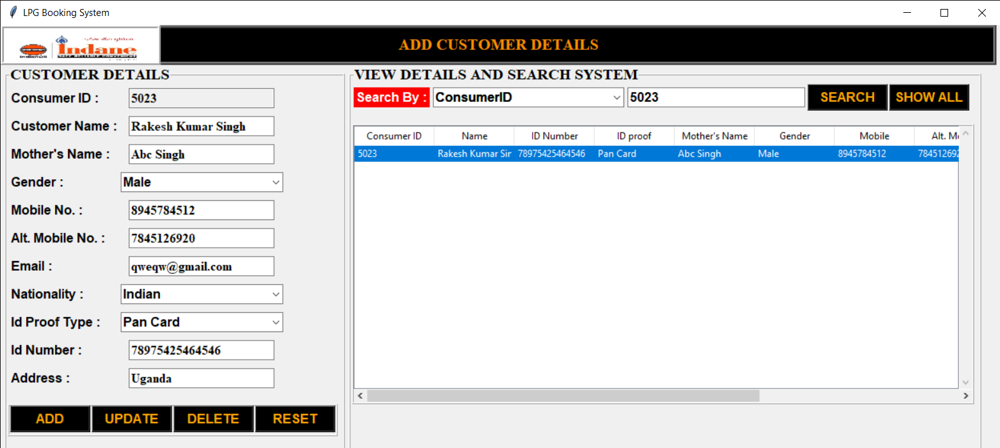 LPG Booking System
Indane
ADD CUSTOMER DETAILS
CUSTOMER DETAILS
Consumer ID : 5023
Customer Name : Rakesh Kumar Singh
Mother's Name : Abc Singh
Gender : Male
Mobile No. : 8945784512
Alt. Mobile No. : 7845126920
Email : qweqw@gmail.com
Nationality : Indian
Id Proof Type : Pan Card
Id Number : 78975425464546
Address : Uganda
ADD UPDATE DELETE RESET
VIEW DETAILS AND SEARCH SYSTEM
Search By : ConsumerID 5023 SEARCH SHOW ALL
Consumer ID Name ID Number ID proof Mother's Name Gender Mobile Alt. M
5023 Rakesh Kumar Sir 78975425464546 Pan Card Abc Singh Male 8945784512 784512692